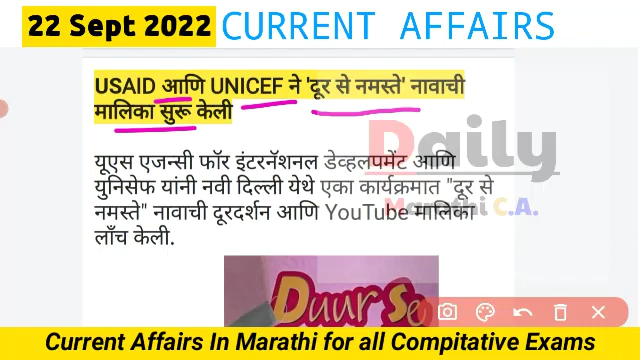 22 Sept 2022 CURRENT AFFAIRS
USAID आणि UNICEF ने 'दूर से नमस्ते' नावाची
मालिका सुरू केली
Daily
Marathi C.A.
यूएस एजन्सी फॉर इंटरनॅशनल डेव्हलपमेंट आणि
युनिसेफ यांनी नवी दिल्ली येथे एका कार्यक्रमात "दूर से
नमस्ते" नावाची दूरदर्शन आणि YouTube मालिका
लाँच केली.
Duur Se
Current Affairs In Marathi for all Compitative Exams